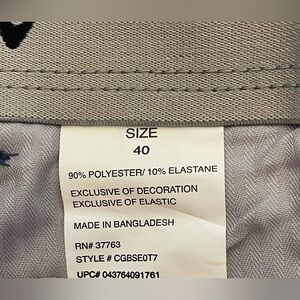 SIZE
40
90% POLYESTER/ 10% ELASTANE
EXCLUSIVE OF DECORATION
EXCLUSIVE OF ELASTIC
MADE IN BANGLADESH
RN# 37763
STYLE # CGBSE0T7
UPC# 043764091761